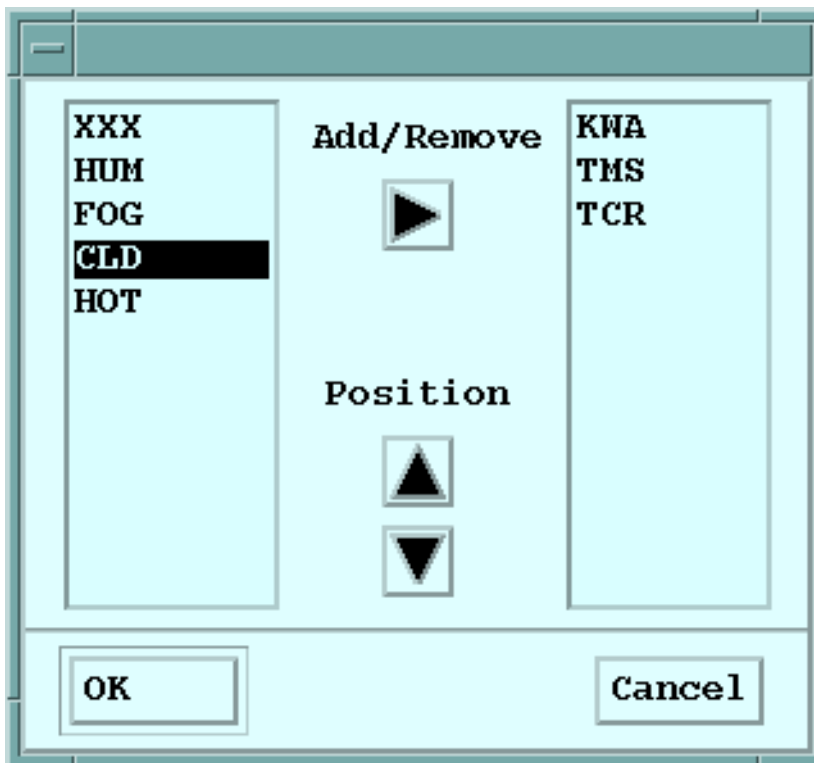 XXX
HUM
FOG
CLD
HOT
Add/Remove
Position
KWA
TMS
TCR
OK
Cancel